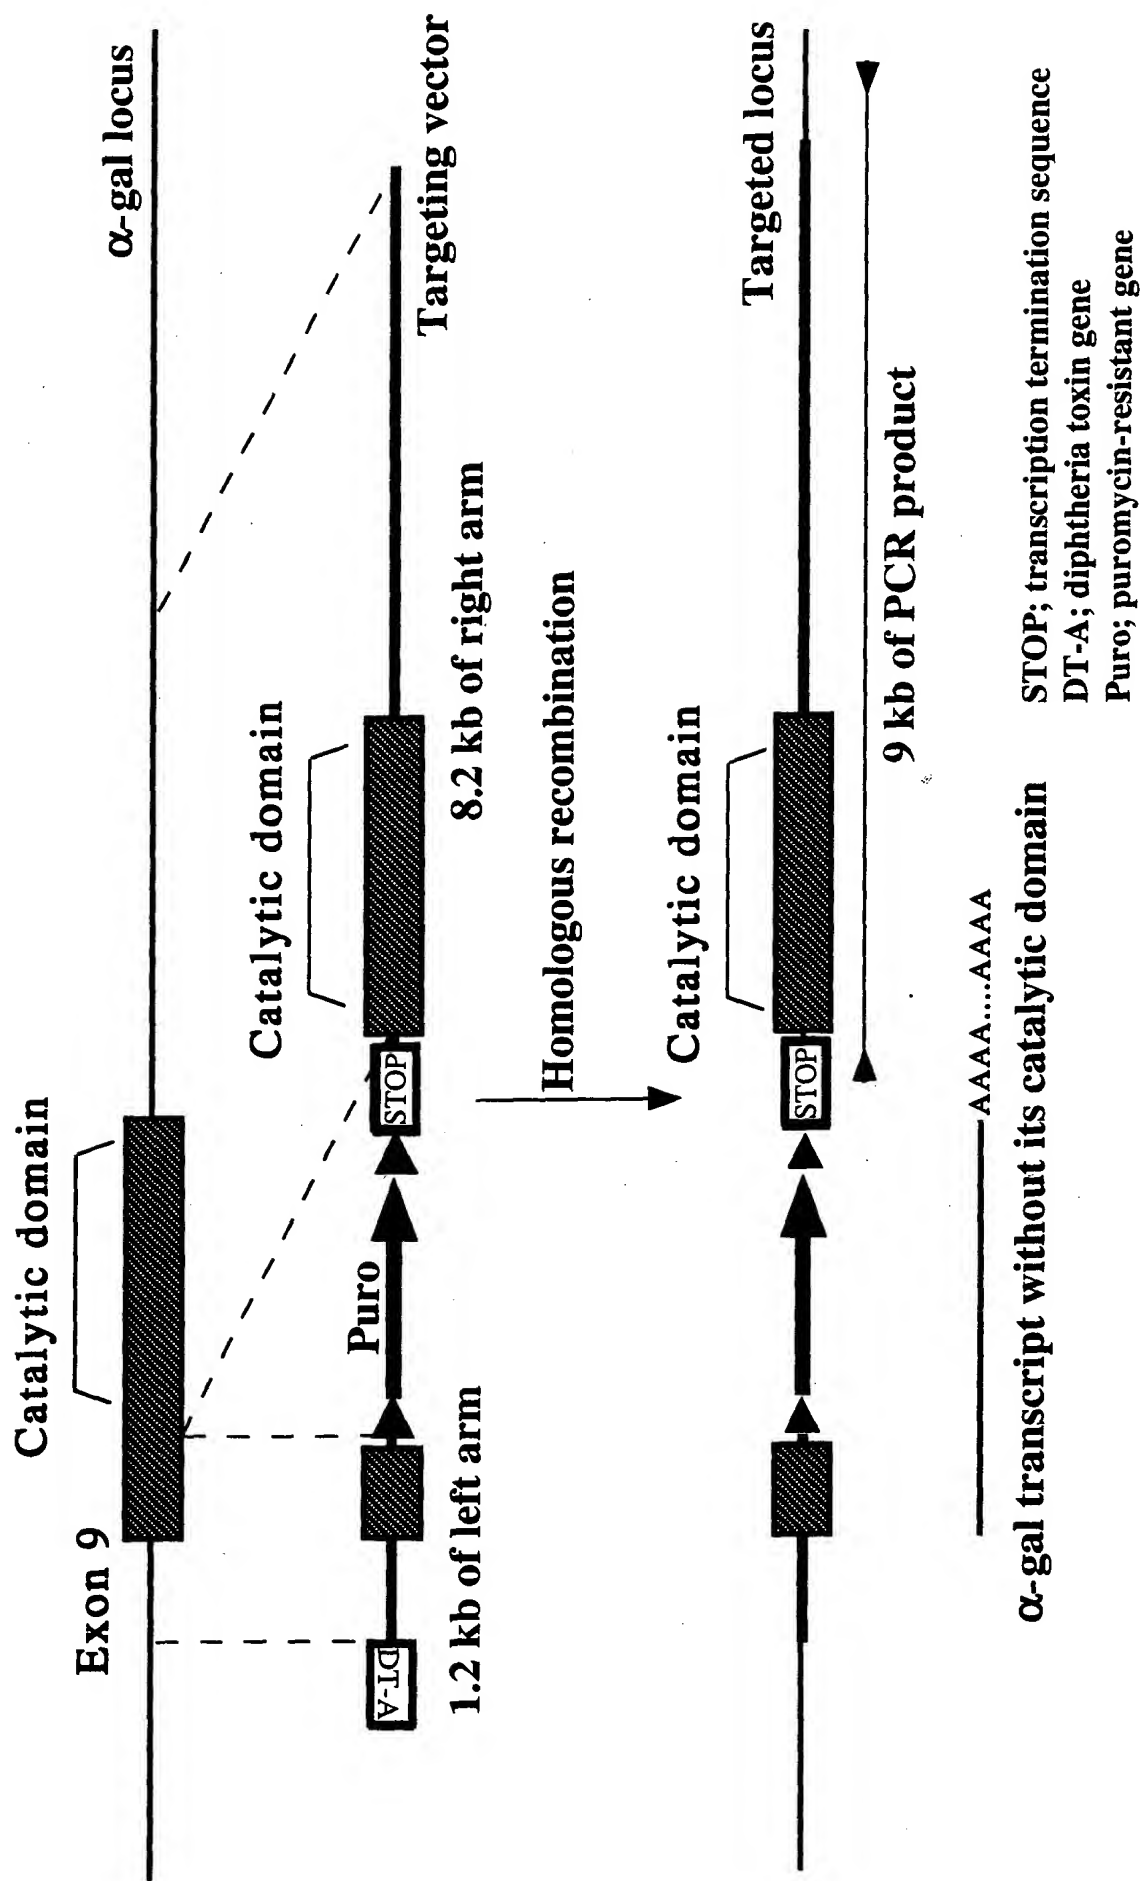 α-gal locus
Catalytic domain
Exon 9
Targeting vector
Catalytic domain
Puro
STOP
DT-A
8.2 kb of right arm
1.2 kb of left arm
Homologous recombination
Targeted locus
Catalytic domain
STOP
9 kb of PCR product
AAAA....AAAA
α-gal transcript without its catalytic domain
STOP; transcription termination sequence
DT-A; diphtheria toxin gene
Puro; puromycin-resistant gene